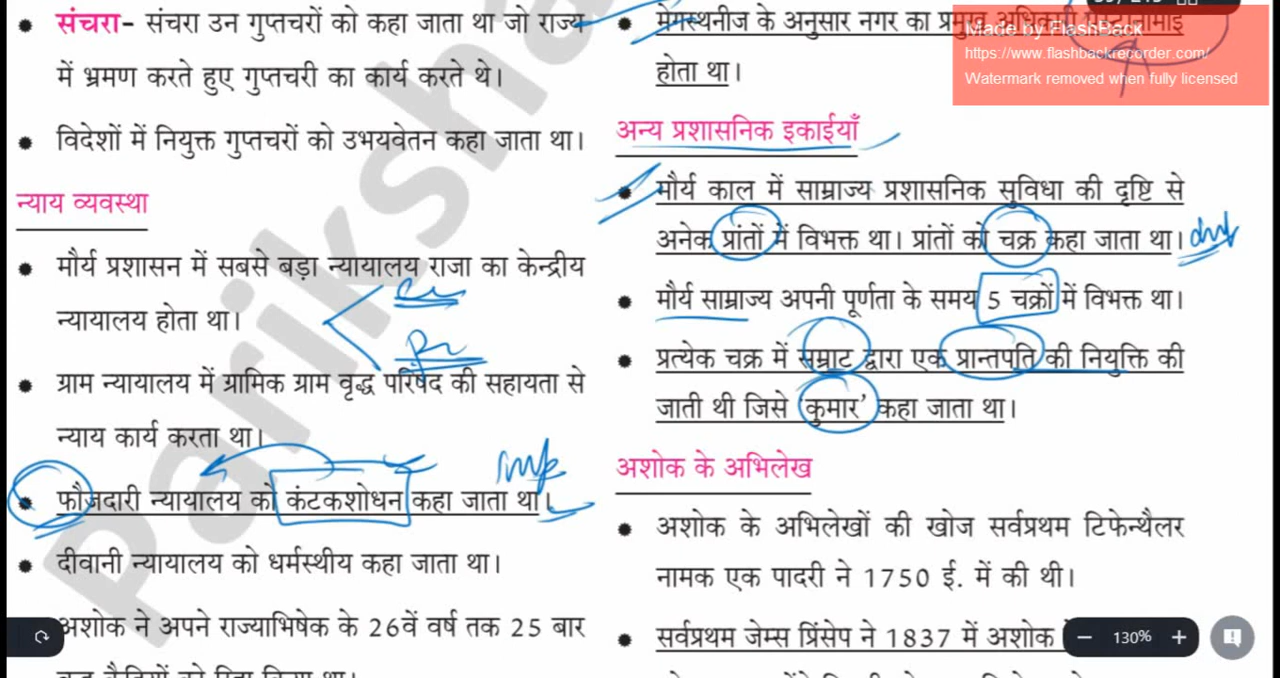 संचरा- संचरा उन गुप्तचरों को कहा जाता था जो राज्य
में भ्रमण करते हुए गुप्तचरी का कार्य करते थे।
विदेशों में नियुक्त गुप्तचरों को उभयवेतन कहा जाता था।
न्याय व्यवस्था
मौर्य प्रशासन में सबसे बड़ा न्यायालय राजा का केन्द्रीय
न्यायालय होता था।
ग्राम न्यायालय में ग्रामिक ग्राम वृद्ध परिषद की सहायता से
न्याय कार्य करता था।
फौजदारी न्यायालय को कंटकशोधन कहा जाता था।
दीवानी न्यायालय को धर्मस्थीय कहा जाता था।
अशोक ने अपने राज्याभिषेक के 26वें वर्ष तक 25 बार
मेगस्थनीज के अनुसार नगर का प्रमुख
होता था।
अन्य प्रशासनिक इकाईयाँ
मौर्य काल में साम्राज्य प्रशासनिक सुविधा की दृष्टि से
अनेक प्रांतों में विभक्त था। प्रांतों को चक्र कहा जाता था।
मौर्य साम्राज्य अपनी पूर्णता के समय 5 चक्रों में विभक्त था।
प्रत्येक चक्र में सम्राट द्वारा एक प्रान्तपति की नियुक्ति की
जाती थी जिसे ‘कुमार’ कहा जाता था।
अशोक के अभिलेख
अशोक के अभिलेखों की खोज सर्वप्रथम टिफेन्थैलर
नामक एक पादरी ने 1750 ई. में की थी।
सर्वप्रथम जेम्स प्रिंसेप ने 1837 में अशोक
Made by FlashBack
https://www.flashbackrecorder.com/
Watermark removed when fully licensed
130%
Pariksha